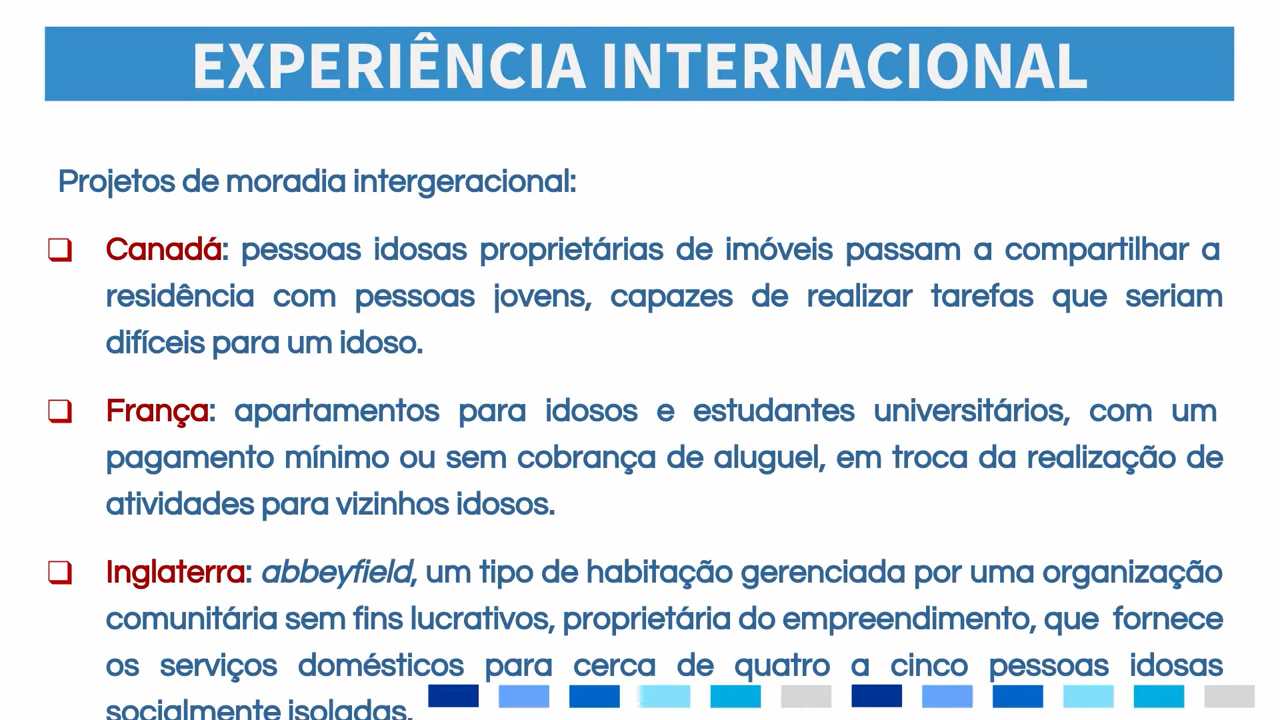 EXPERIÊNCIA INTERNACIONAL
Projetos de moradia intergeracional:
Canadá: pessoas idosas proprietárias de imóveis passam a compartilhar a
residência com pessoas jovens, capazes de realizar tarefas que seriam
difíceis para um idoso.
França: apartamentos para idosos e estudantes universitários, com um
pagamento mínimo ou sem cobrança de aluguel, em troca da realização de
atividades para vizinhos idosos.
Inglaterra: abbeyfield, um tipo de habitação gerenciada por uma organização
comunitária sem fins lucrativos, proprietária do empreendimento, que fornece
os serviços domésticos para cerca de quatro a cinco pessoas idosas
socialmente isoladas.